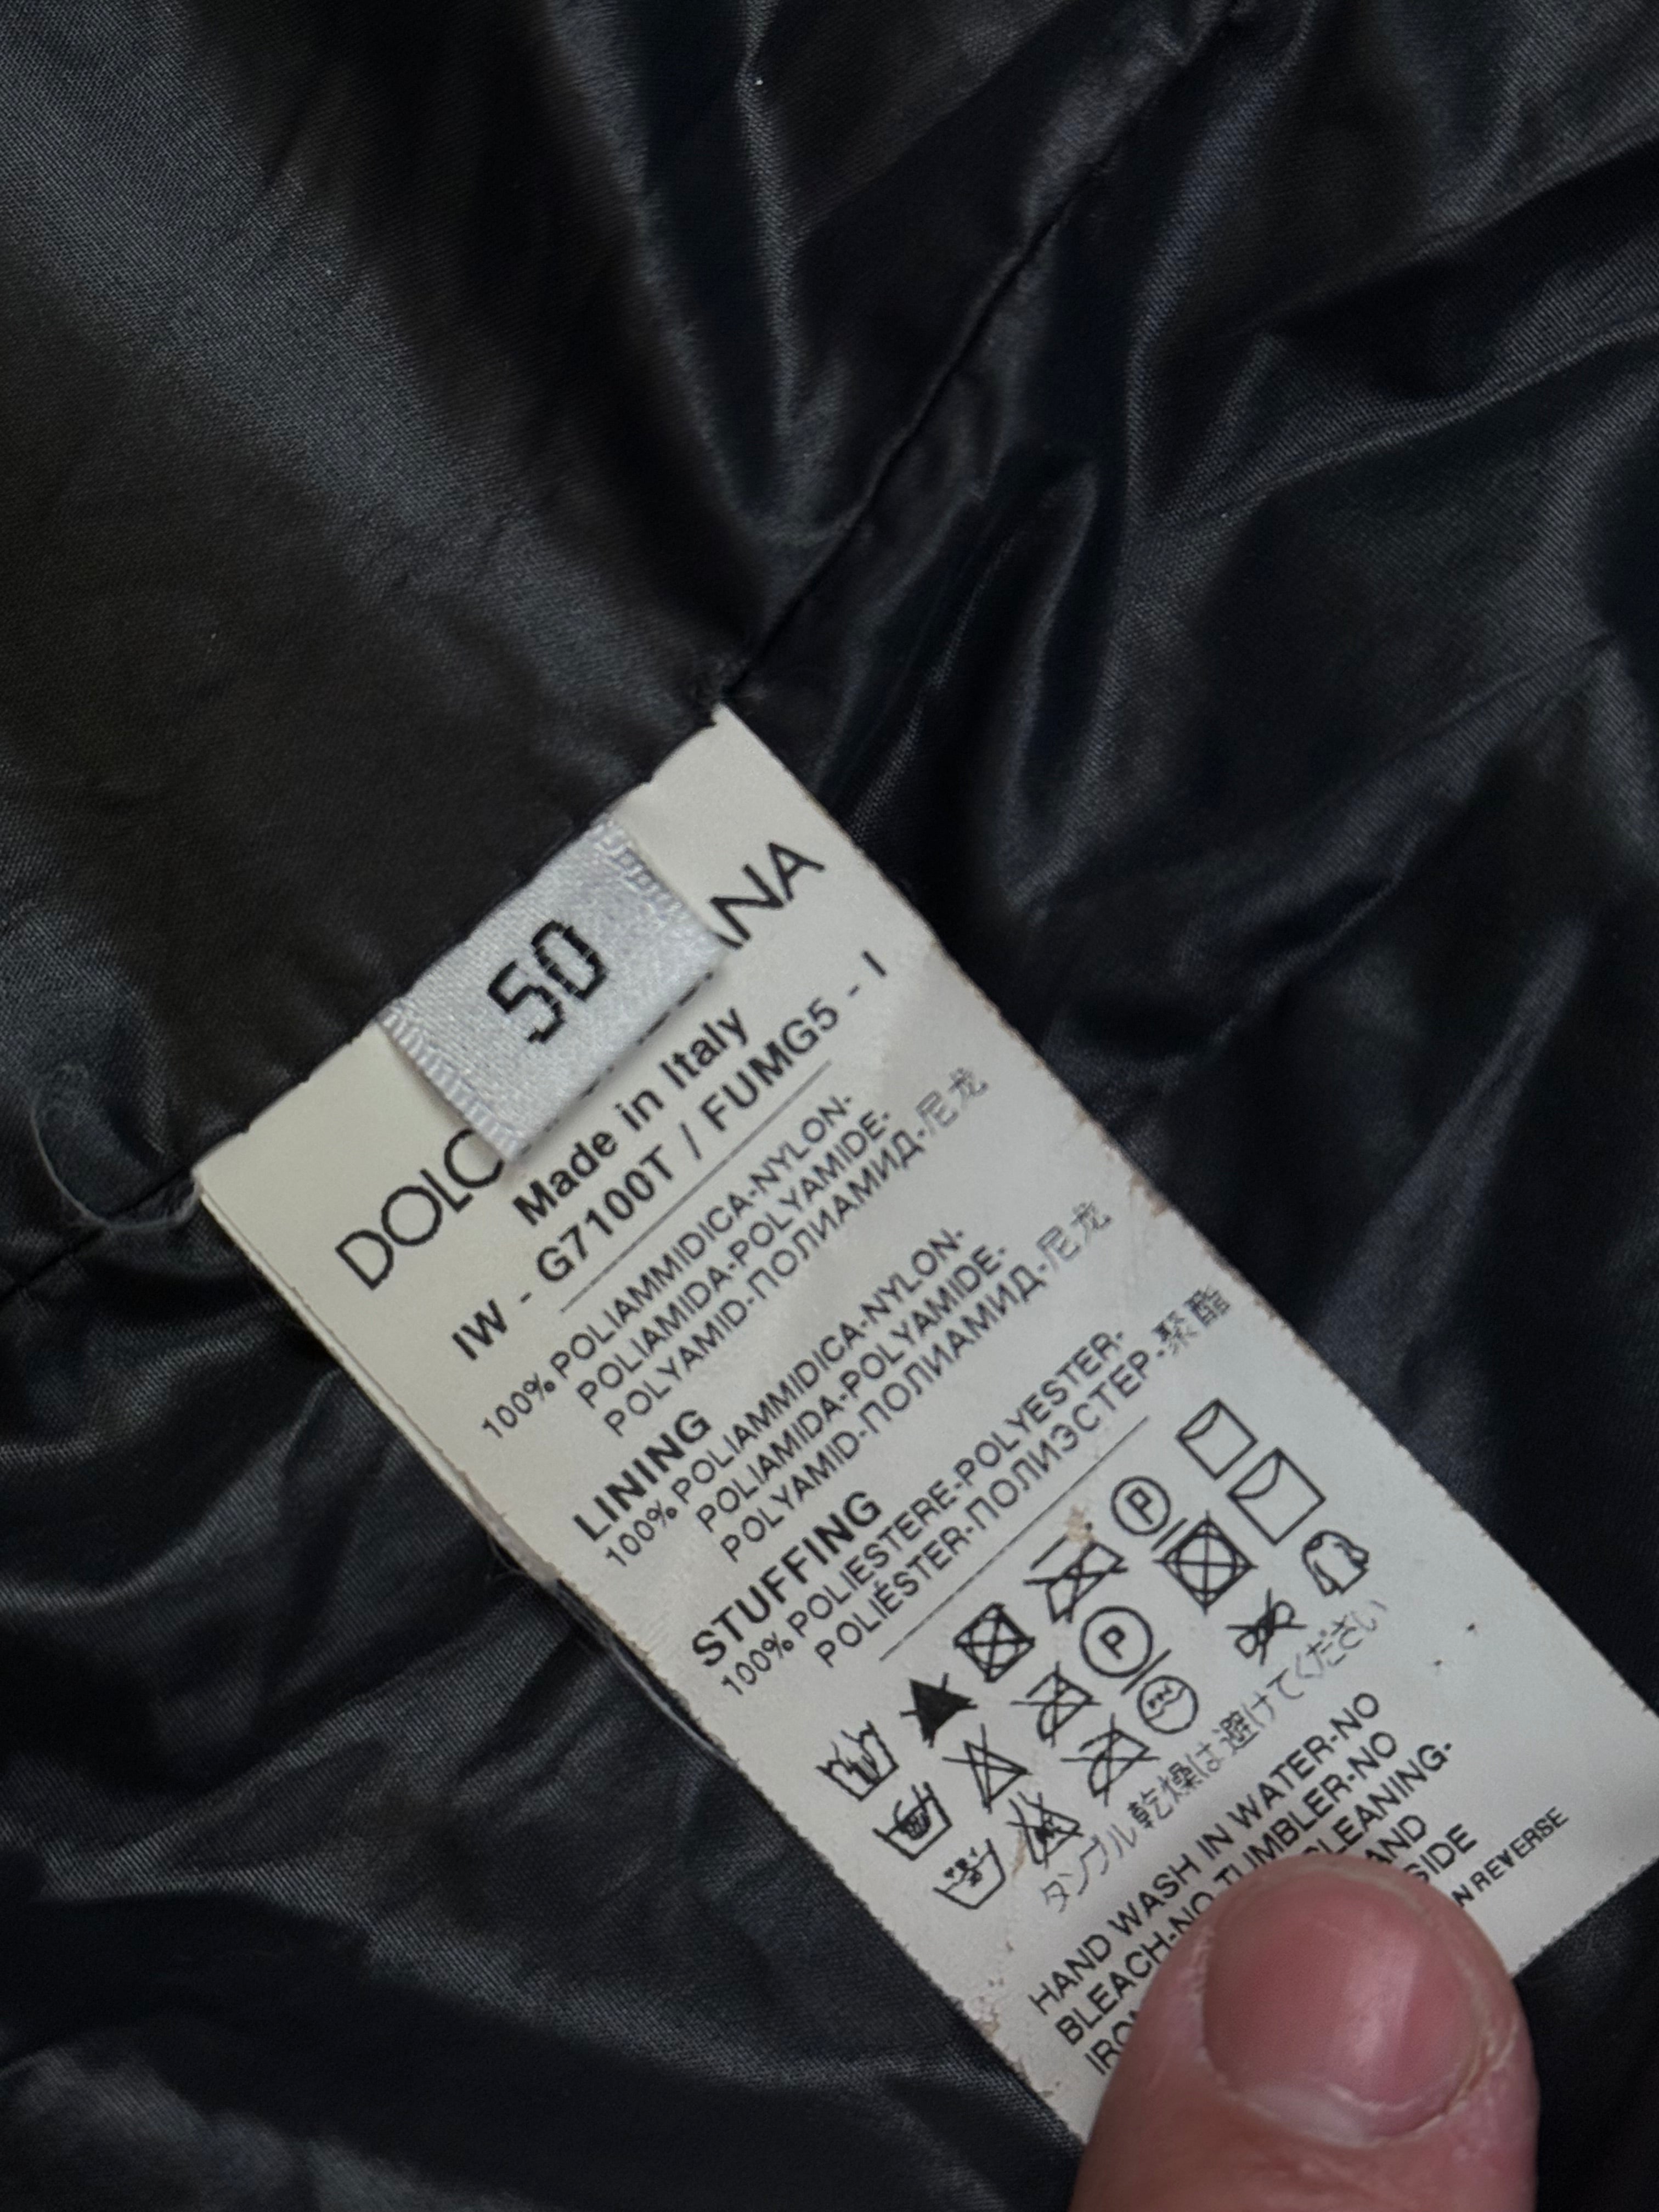 50
DOLC NA
Made in Italy
IW - G7100T / FUMG5 - I
100% POLIAMMIDICA-NYLON-
POLIAMIDA-POLYAMIDE-
POLYAMID-ПОЛИАМИД-尼龙
LINING
100% POLIAMMIDICA-NYLON-
POLIAMIDA-POLYAMIDE-
POLYAMID-ПОЛИАМИД-尼龙
STUFFING
100% POLIESTERE-POLYESTER-
POLIÉSTER-ПОЛИЭСТЕР-聚酯
P
P
タンブル乾燥は避けてください
HAND WASH IN WATER-NO
BLEACH-NO TUMBLER-NO
IRON CLEANING-
AND
SIDE
IN REVERSE